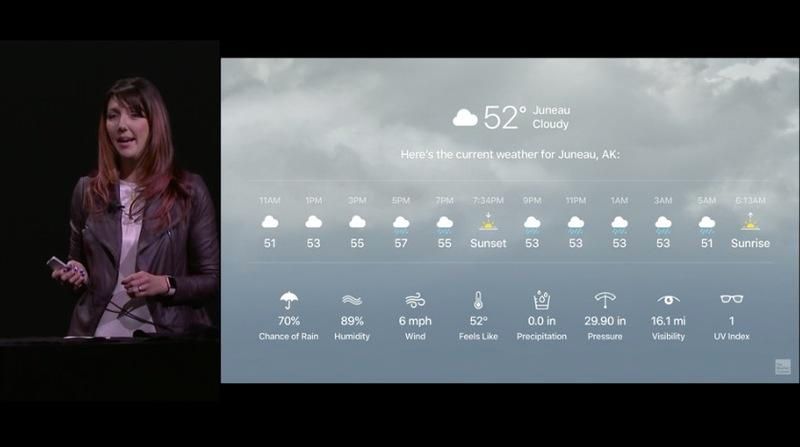 52° Juneau
Cloudy
Here's the current weather for Juneau, AK:
11AM 1PM 3PM 5PM 7PM 7:34PM 9PM 11PM 1AM 3AM 5AM 6:13AM
51 53 55 57 55 Sunset 53 53 53 53 51 Sunrise
70% 89% 6 mph 52° 0.0 in 29.90 in 16.1 mi 1
Chance of Rain Humidity Wind Feels Like Precipitation Pressure Visibility UV Index